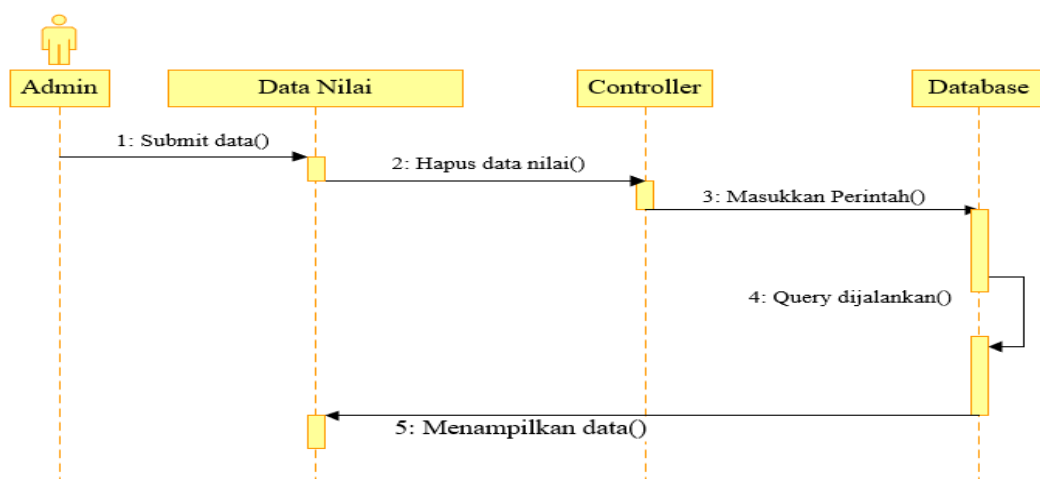 Admin
Data Nilai
Controller
Database
1: Submit data()
2: Hapus data nilai()
3: Masukkan Perintah()
4: Query dijalankan()
5: Menampilkan data()